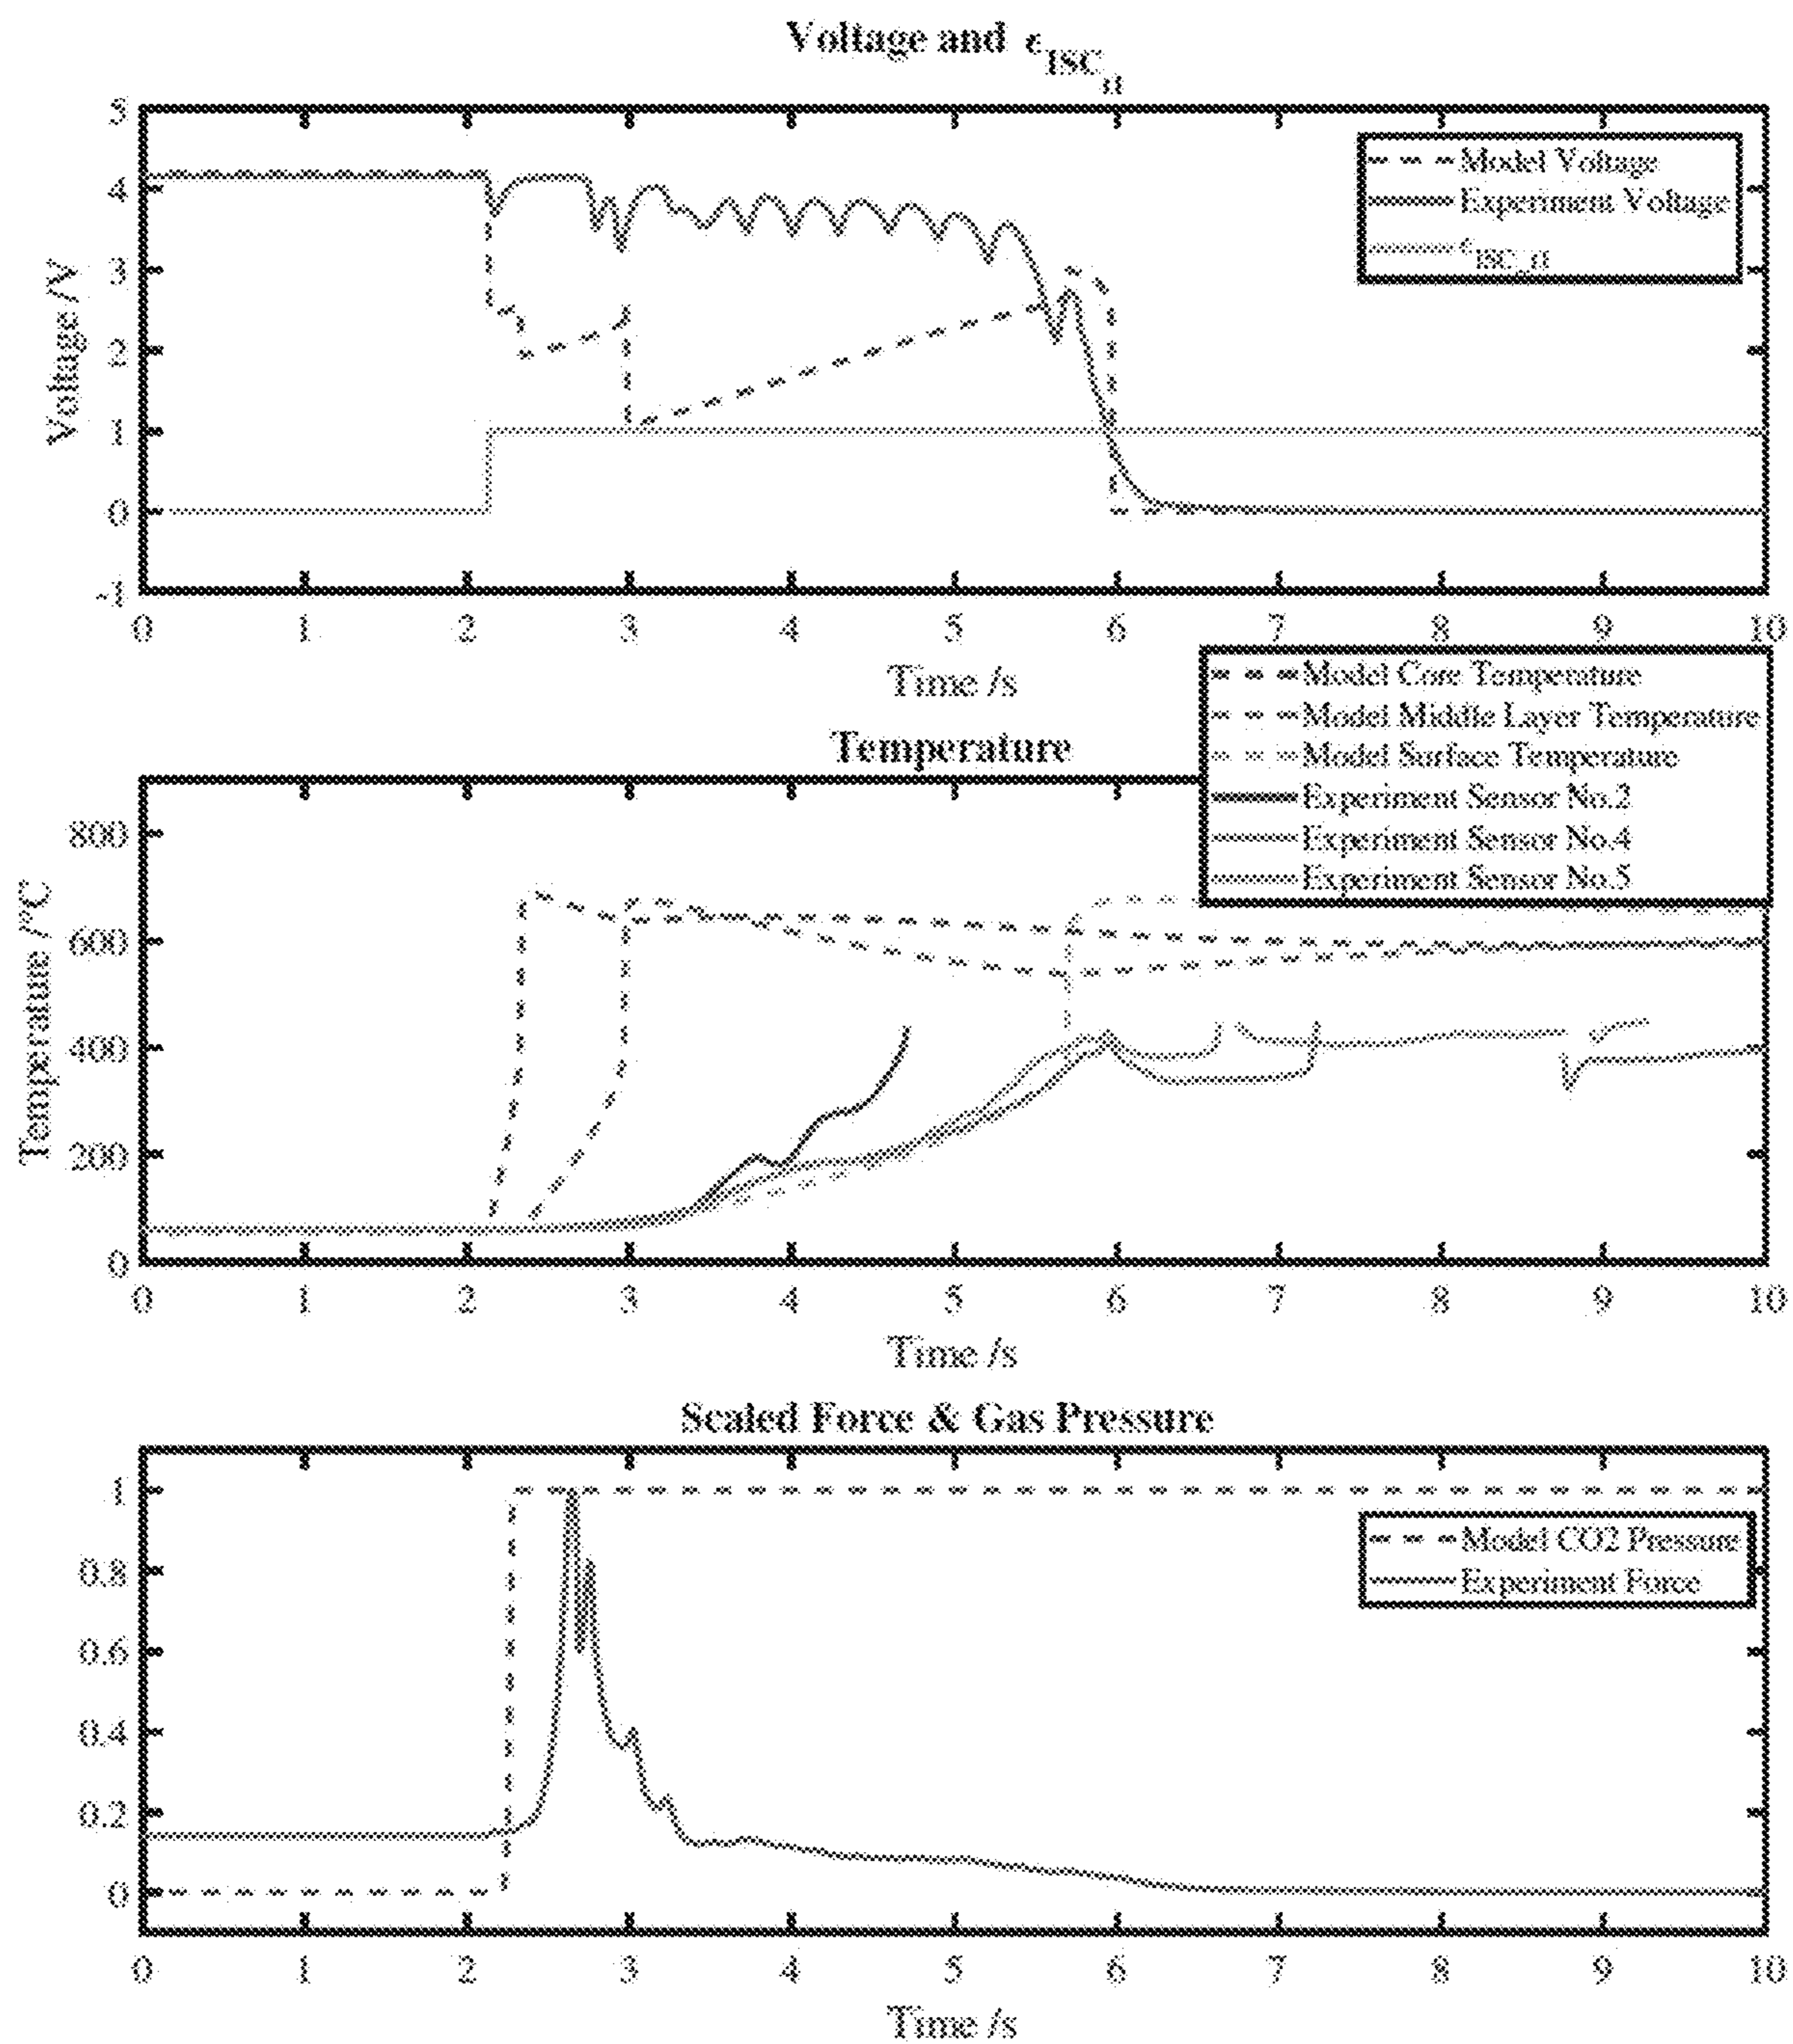 Voltage and ϵ_ISC_tl
5
4
3
2
1
0
-1
Voltage /V
Model Voltage
Experiment Voltage
0 1 2 3 4 5 6 7 8 9 10
Time /s
Temperature
Model Core Temperature
Model Middle Layer Temperature
Model Surface Temperature
Experiment Sensor No.2
Experiment Sensor No.4
Experiment Sensor No.5
800
600
400
200
0
Temperature /°C
0 1 2 3 4 5 6 7 8 9 10
Time /s
Scaled Force & Gas Pressure
1
0.8
0.6
0.4
0.2
0
Model CO2 Pressure
Experiment Force
0 1 2 3 4 5 6 7 8 9 10
Time /s